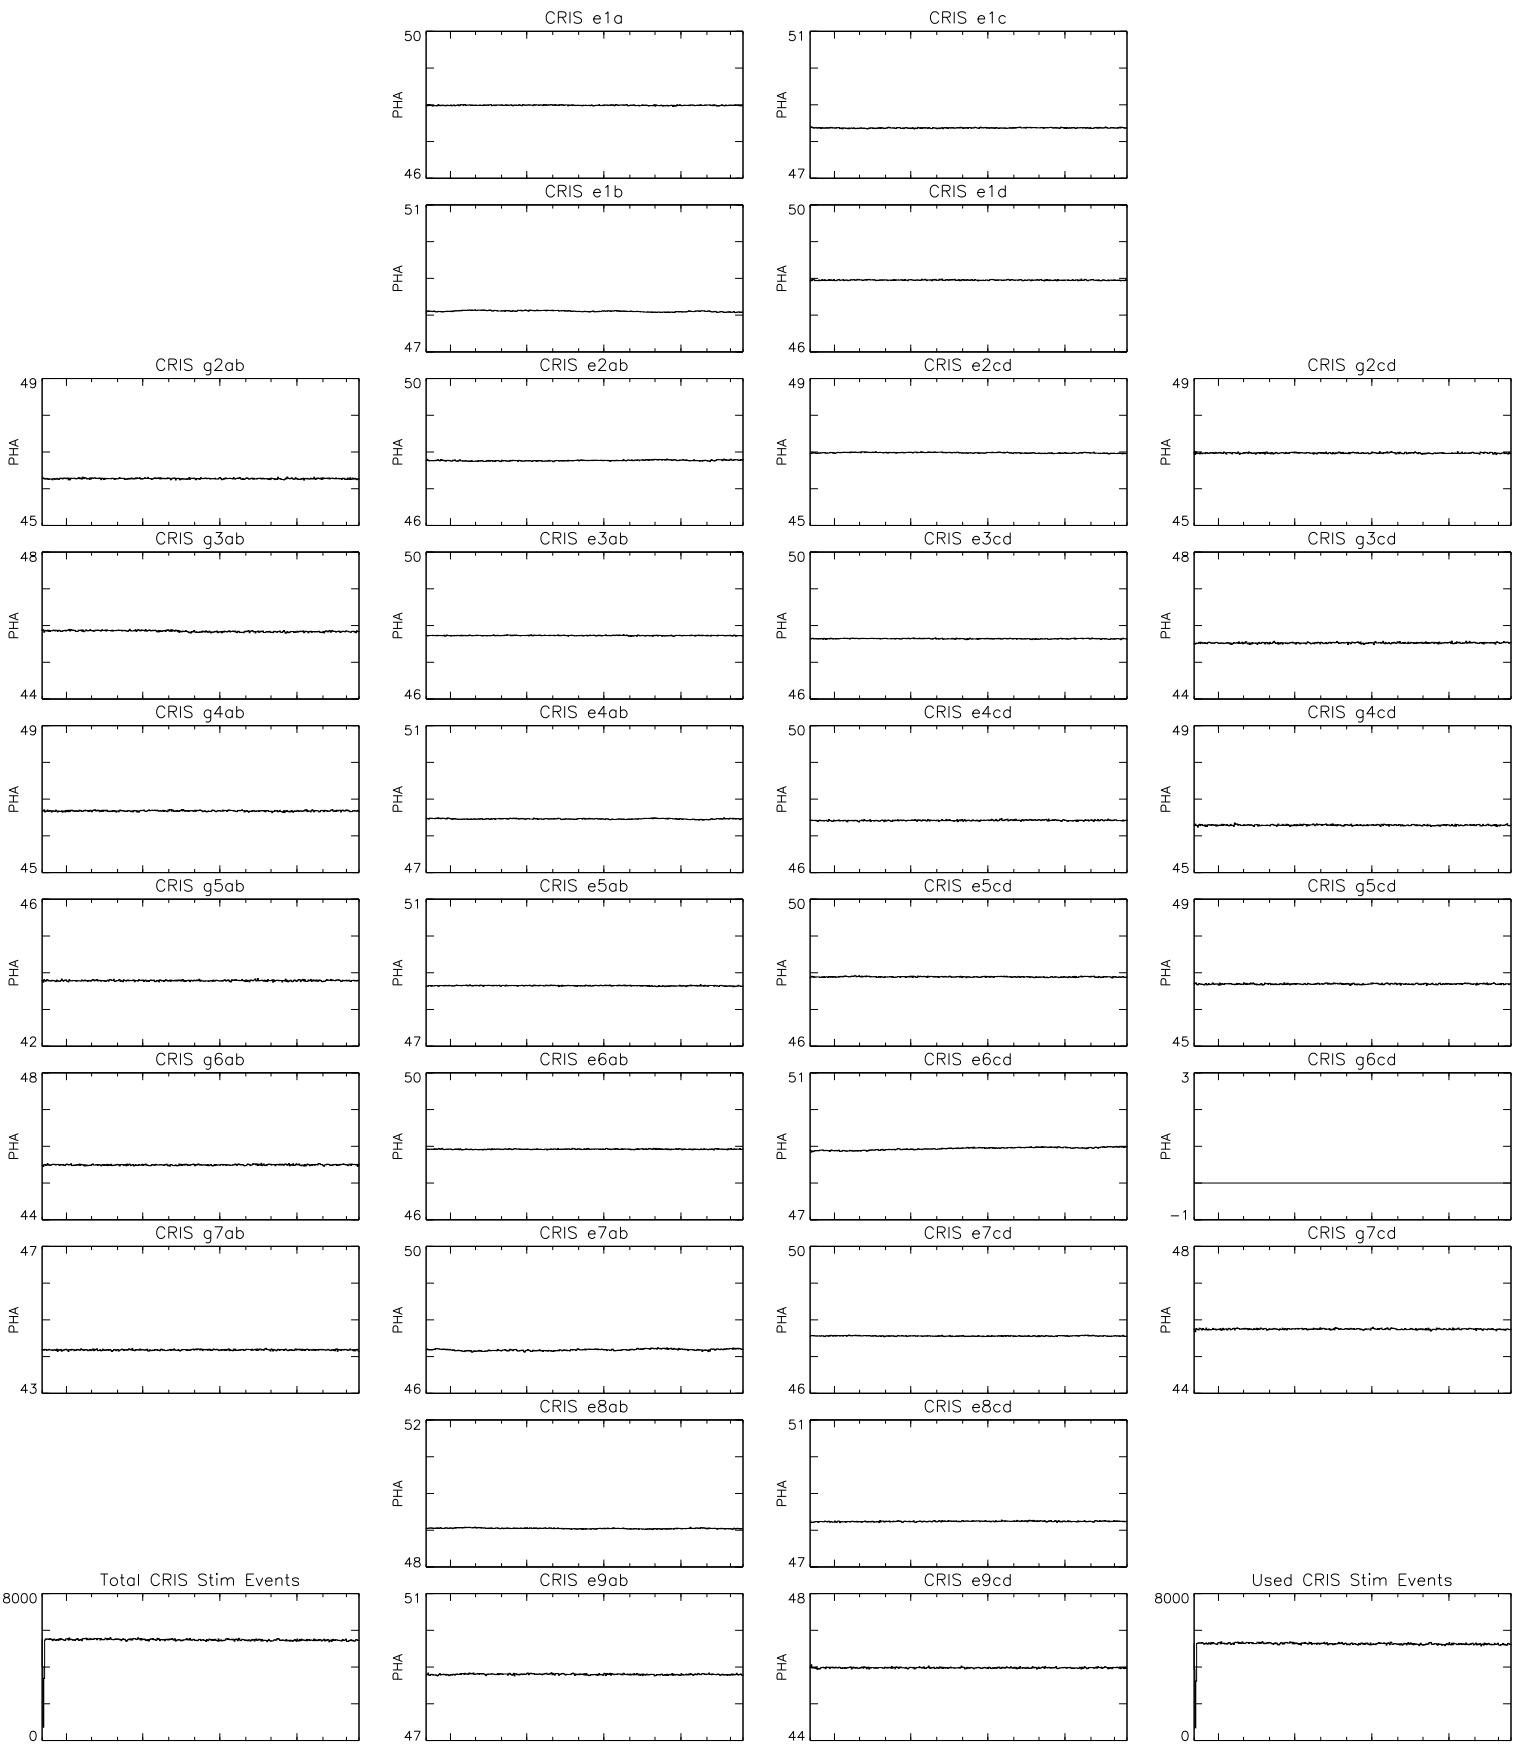 CRIS e1a
50
PHA
46
CRIS e1c
51
PHA
47
CRIS e1b
51
PHA
47
CRIS e1d
50
PHA
46
CRIS g2ab
49
PHA
45
CRIS e2ab
50
PHA
46
CRIS e2cd
49
PHA
45
CRIS g2cd
49
PHA
45
CRIS g3ab
48
PHA
44
CRIS e3ab
50
PHA
46
CRIS e3cd
50
PHA
46
CRIS g3cd
48
PHA
44
CRIS g4ab
49
PHA
45
CRIS e4ab
51
PHA
47
CRIS e4cd
50
PHA
46
CRIS g4cd
49
PHA
45
CRIS g5ab
46
PHA
42
CRIS e5ab
51
PHA
47
CRIS e5cd
50
PHA
46
CRIS g5cd
49
PHA
45
CRIS g6ab
48
PHA
44
CRIS e6ab
50
PHA
46
CRIS e6cd
51
PHA
47
CRIS g6cd
3
PHA
-1
CRIS g7ab
47
PHA
43
CRIS e7ab
50
PHA
46
CRIS e7cd
50
PHA
46
CRIS g7cd
48
PHA
44
CRIS e8ab
52
PHA
48
CRIS e8cd
51
PHA
47
Total CRIS Stim Events
8000
0
CRIS e9ab
51
PHA
47
CRIS e9cd
48
PHA
44
Used CRIS Stim Events
8000
0